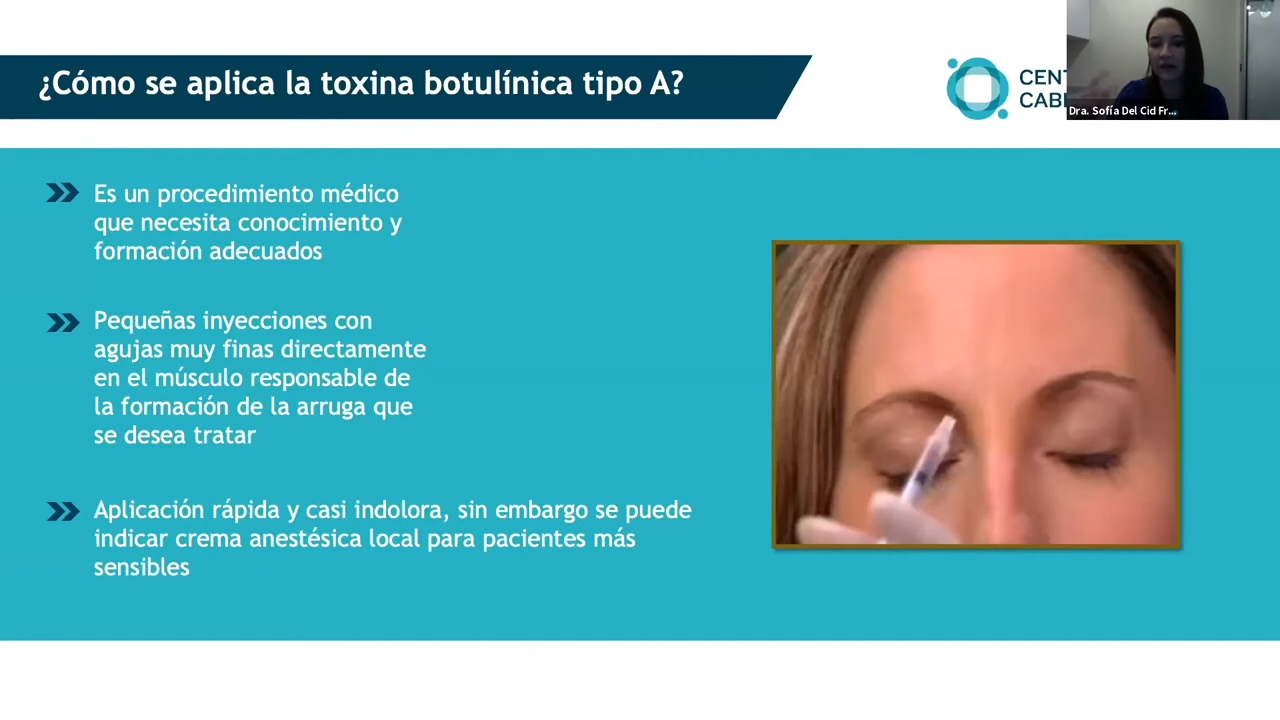 ¿Cómo se aplica la toxina botulínica tipo A?
Dra. Sofía Del Cid Fr...
Es un procedimiento médico
que necesita conocimiento y
formación adecuados
Pequeñas inyecciones con
agujas muy finas directamente
en el músculo responsable de
la formación de la arruga que
se desea tratar
Aplicación rápida y casi indolora, sin embargo se puede
indicar crema anestésica local para pacientes más
sensibles